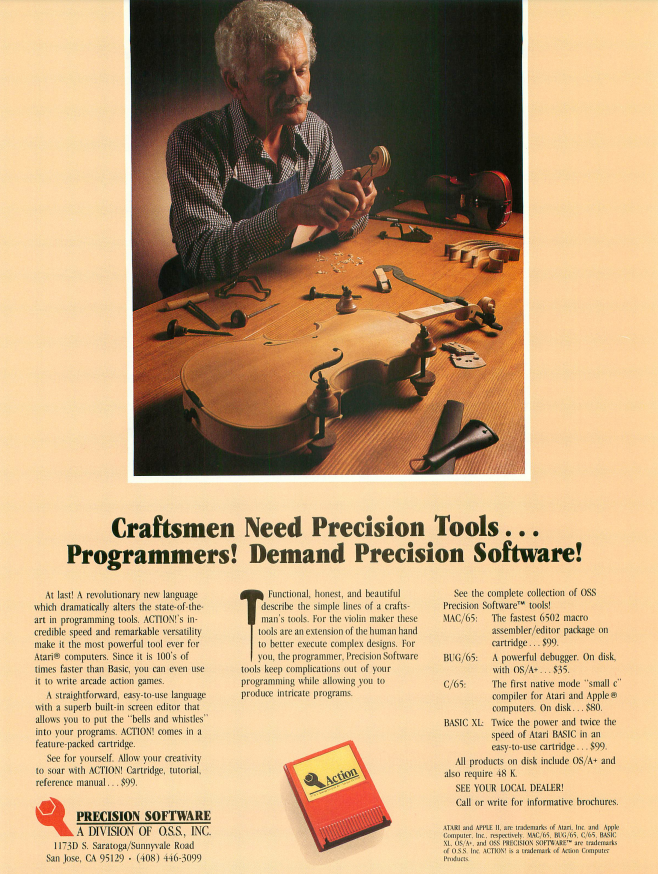 Craftsmen Need Precision Tools...
Programmers! Demand Precision Software!
At last! A revolutionary new language
which dramatically alters the state-of-the-
art in programming tools. ACTION!'s in-
credible speed and remarkable versatility
make it the most powerful tool ever for
Atari® computers. Since it is 100's of
times faster than Basic, you can even use
it to write arcade action games.
A straightforward, easy-to-use language
with a superb built-in screen editor that
allows you to put the "bells and whistles"
into your programs. ACTION! comes in a
feature-packed cartridge.
See for yourself. Allow your creativity
to soar with ACTION! Cartridge, tutorial,
reference manual... $99.
PRECISION SOFTWARE
A DIVISION OF O.S.S., INC.
1173D S. Saratoga/Sunnyvale Road
San Jose, CA 95129 • (408) 446-3099
Functional, honest, and beautiful
describe the simple lines of a crafts-
man's tools. For the violin maker these
tools are an extension of the human hand
to better execute complex designs. For
you, the programmer, Precision Software
tools keep complications out of your
programming while allowing you to
produce intricate programs.
Action
See the complete collection of OSS
Precision Software™ tools!
MAC/65: The fastest 6502 macro
assembler/editor package on
cartridge... $99.
BUG/65: A powerful debugger. On disk,
with OS/A+... $35.
C/65: The first native mode "small c"
compiler for Atari and Apple®
computers. On disk... $80.
BASIC XL: Twice the power and twice the
speed of Atari BASIC in an
easy-to-use cartridge... $99.
All products on disk include OS/A+ and
also require 48 K.
SEE YOUR LOCAL DEALER!
Call or write for informative brochures.
ATARI and APPLE II, are trademarks of Atari, Inc. and Apple
Computer, Inc., respectively. MAC/65, BUG/65, C/65, BASIC
XL, OS/A+, and OSS PRECISION SOFTWARE™ are trademarks
of O.S.S. Inc. ACTION! is a trademark of Action Computer
Products.